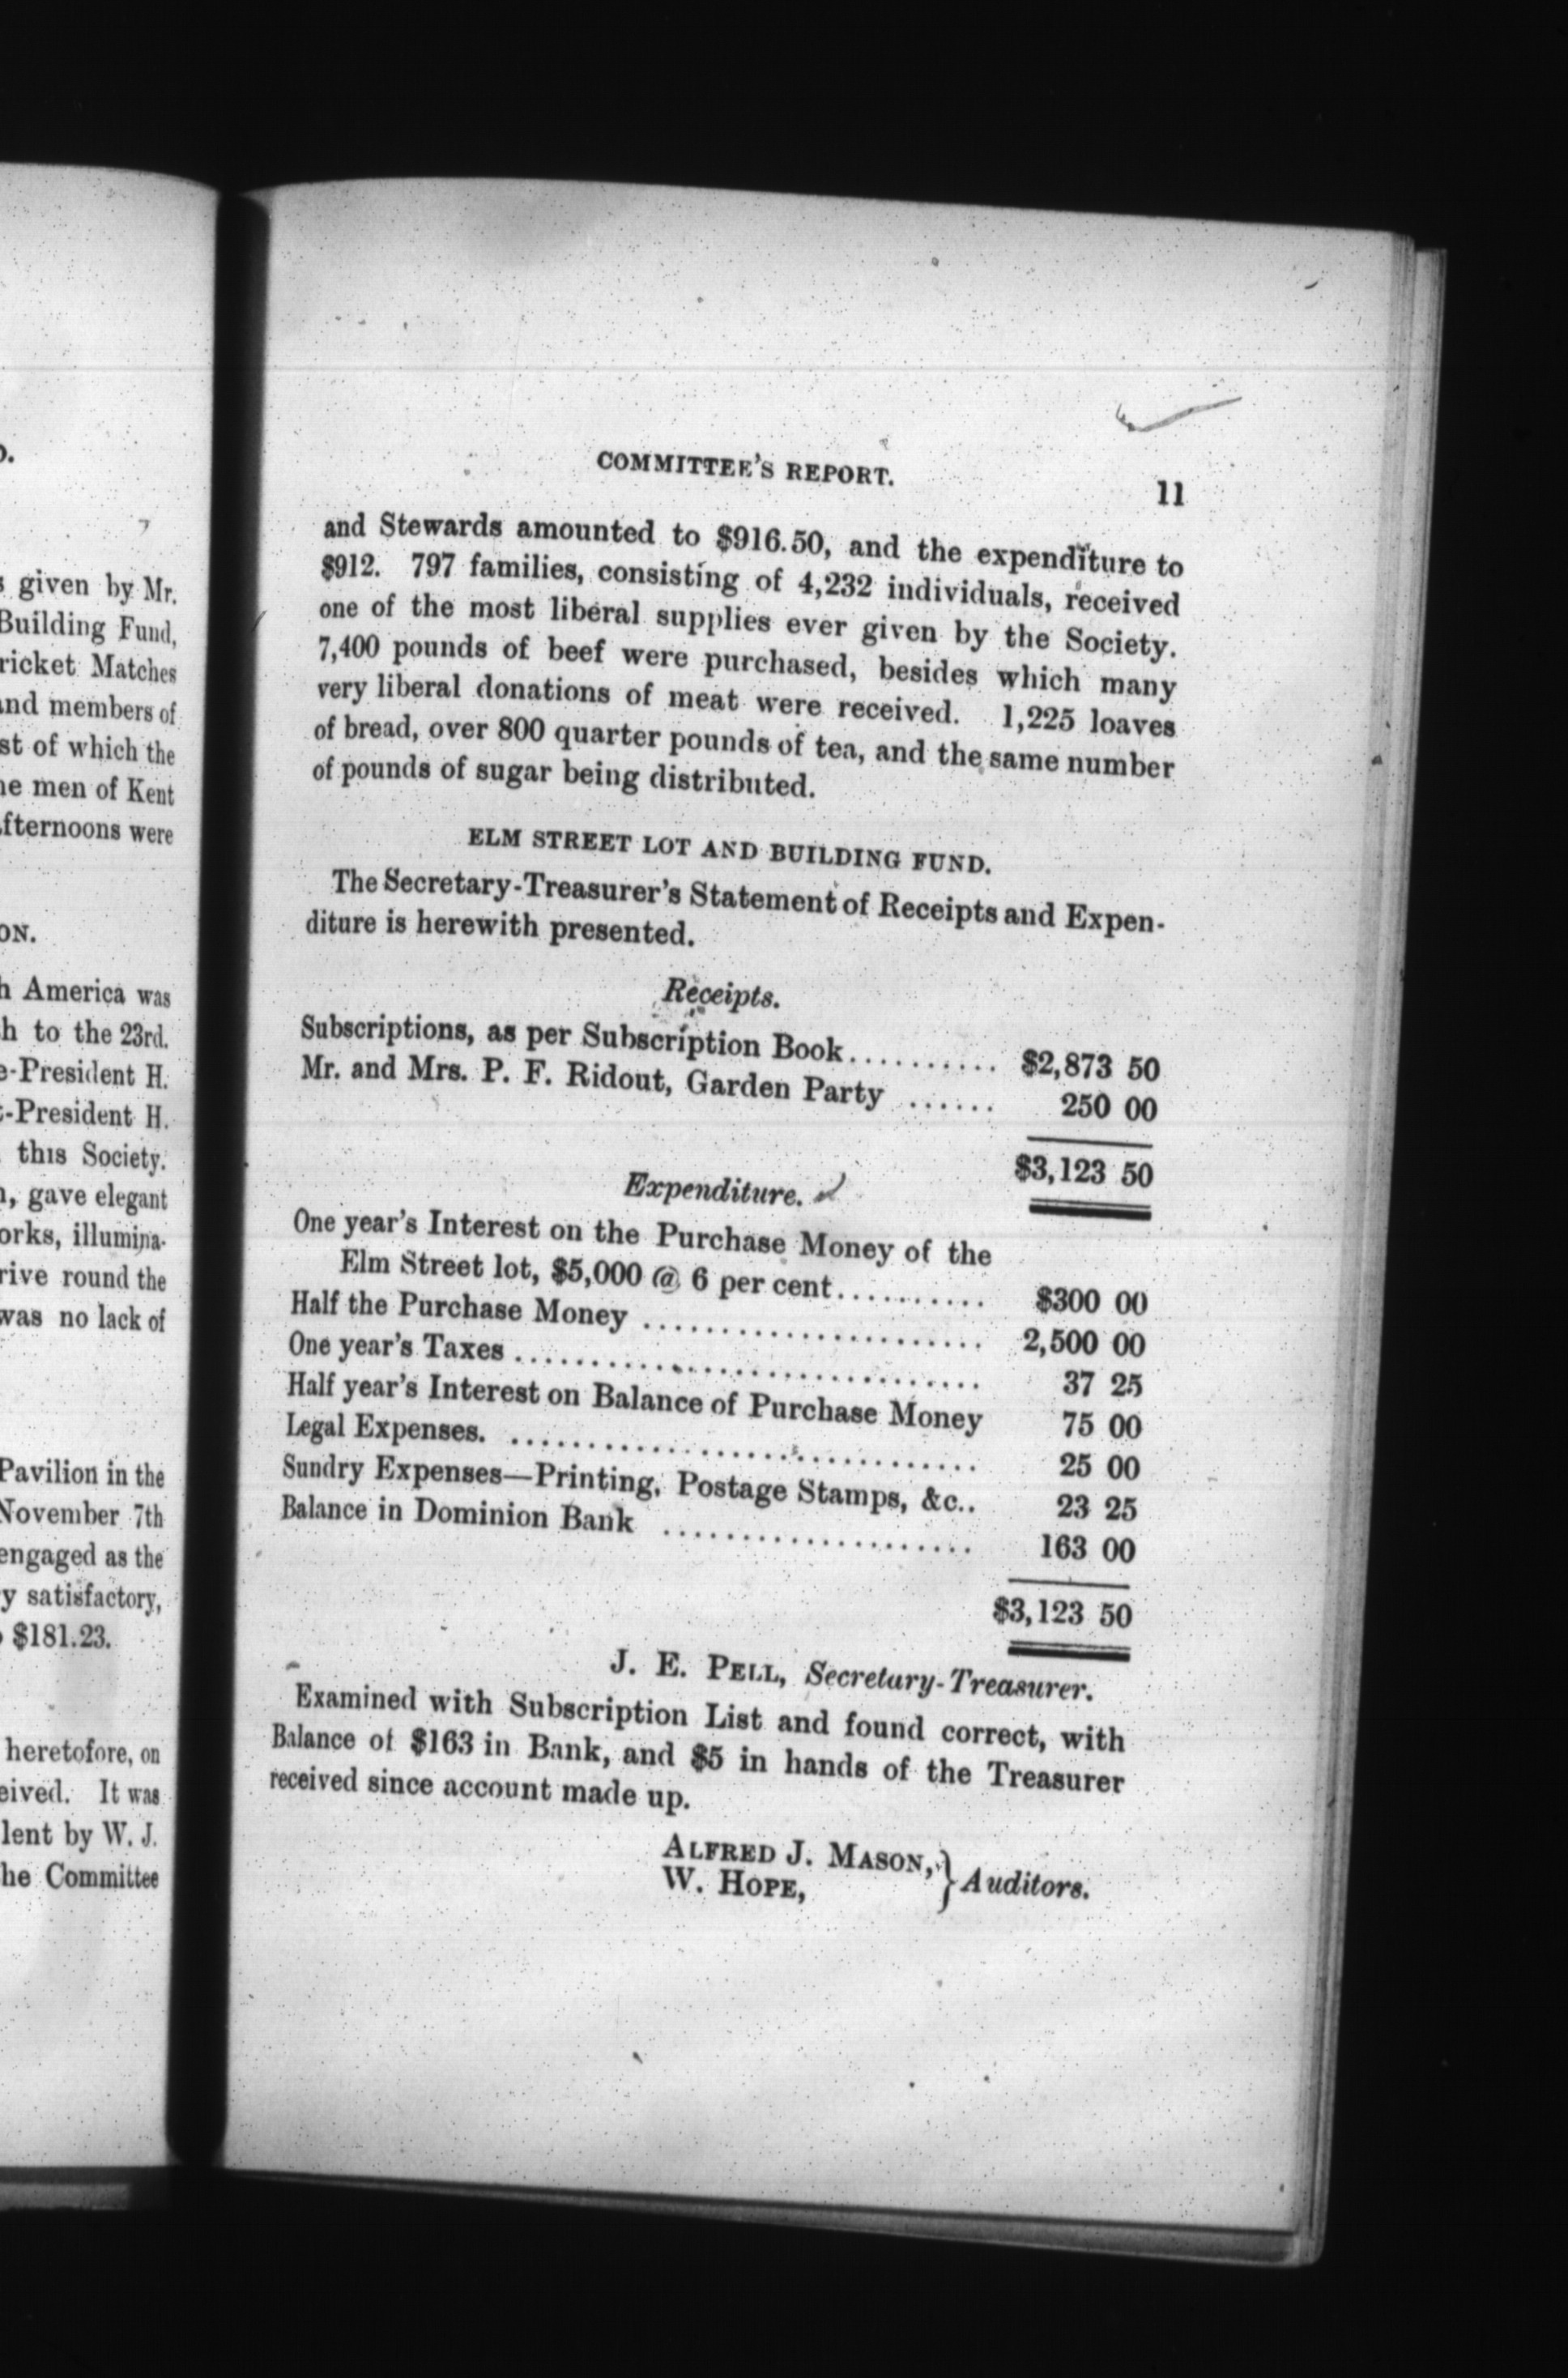 given by Mr.
Building Fund,
Matches
members of
of which the
men of Kent
were
ON.
America was
to the 23rd.
President H.
President H.
this Society.
gave elegant
illumina-
round the
was no lack of
Pavilion in the
November 7th
engaged as the
satisfactory,
$181.23.
heretofore, on
It was
lent by W. J.
Committee
COMMITTEE'S REPORT.
11
and Stewards amounted to $916.50, and the expenditure to
$912. 797 families, consisting of 4,232 individuals, received
one of the most liberal supplies ever given by the Society.
7,400 pounds of beef were purchased, besides which many
very liberal donations of meat were received. 1,225 loaves
of bread, over 800 quarter pounds of tea, and the same number
of pounds of sugar being distributed.
ELM STREET LOT AND BUILDING FUND.
The Secretary-Treasurer's Statement of Receipts and Expen-
diture is herewith presented.
Receipts.
Subscriptions, as per Subscription Book.......... $2,873 50
Mr. and Mrs. P. F. Ridout, Garden Party ...... 250 00
$3,123 50
Expenditure.
One year's Interest on the Purchase Money of the
Elm Street lot, $5,000 @ 6 per cent.......... $300 00
Half the Purchase Money ...................... 2,500 00
One year's Taxes .............................. 37 25
Half year's Interest on Balance of Purchase Money 75 00
Legal Expenses. .............................. 25 00
Sundry Expenses—Printing, Postage Stamps, &c.. 23 25
Balance in Dominion Bank .................... 163 00
$3,123 50
J. E. PELL, Secretary-Treasurer.
Examined with Subscription List and found correct, with
Balance of $163 in Bank, and $5 in hands of the Treasurer
received since account made up.
ALFRED J. MASON, } Auditors.
W. HOPE,